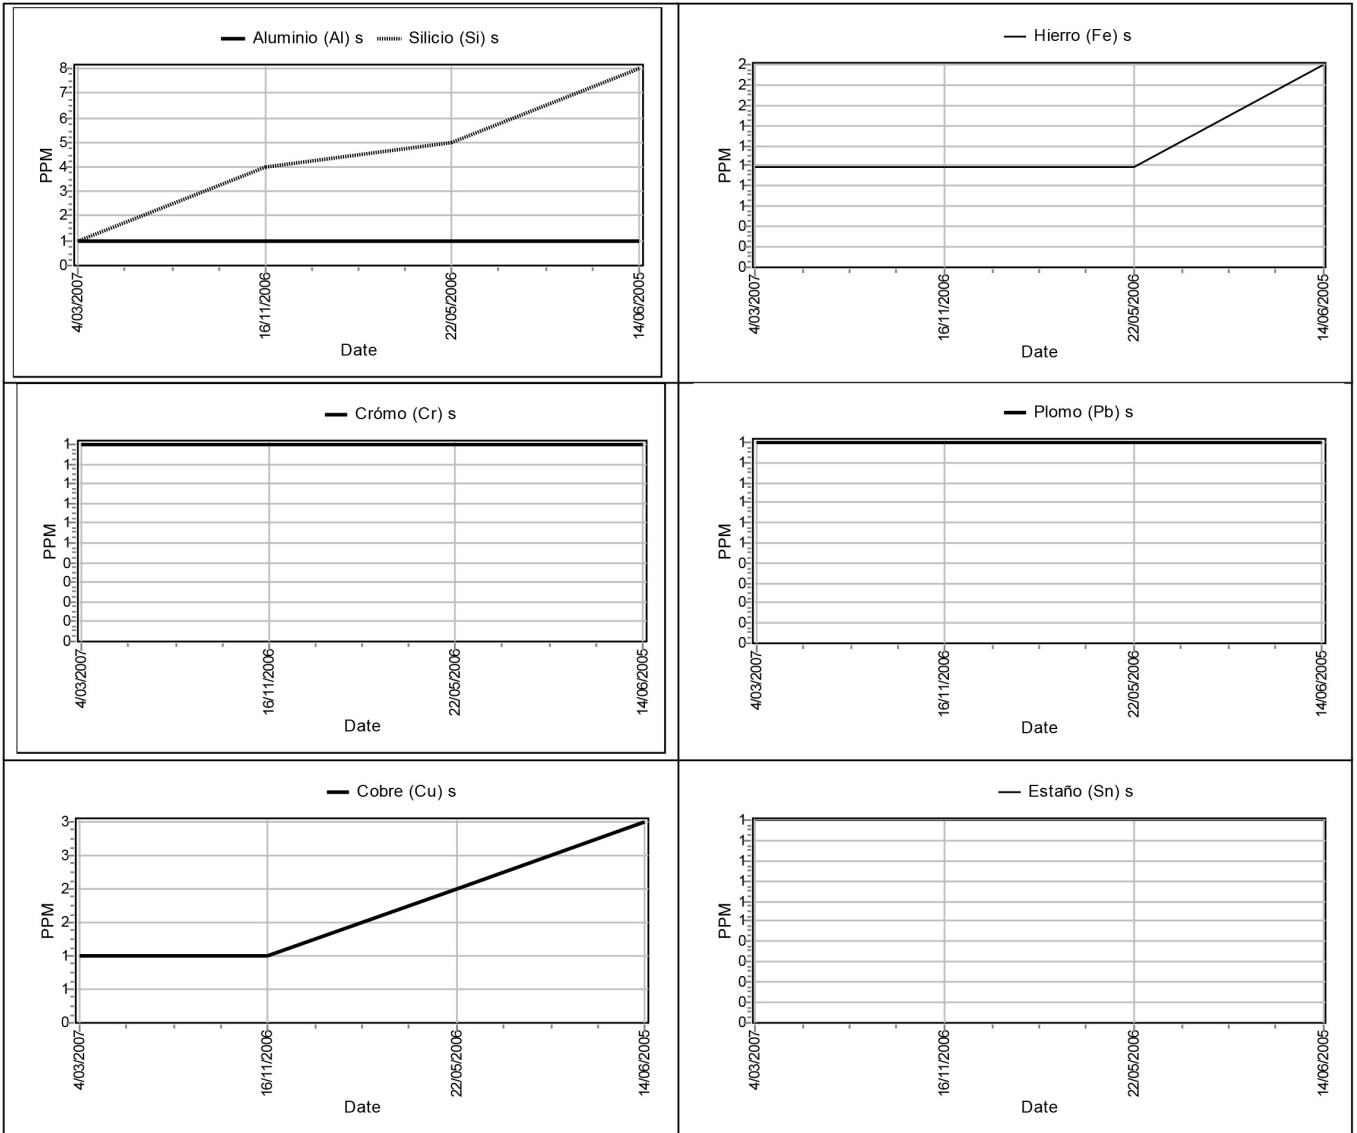 Aluminio (Al) s Silicio (Si) s
PPM
8
7
6
5
4
3
2
1
0
4/03/2007 16/11/2006 22/05/2006 14/06/2005
Date
Hierro (Fe) s
PPM
2
2
2
1
1
1
1
1
0
0
0
4/03/2007 16/11/2006 22/05/2006 14/06/2005
Date
Crómo (Cr) s
PPM
1
1
1
1
1
1
0
0
0
0
0
4/03/2007 16/11/2006 22/05/2006 14/06/2005
Date
Plomo (Pb) s
PPM
1
1
1
1
1
1
0
0
0
0
0
4/03/2007 16/11/2006 22/05/2006 14/06/2005
Date
Cobre (Cu) s
PPM
3
3
2
2
1
1
0
4/03/2007 16/11/2006 22/05/2006 14/06/2005
Date
Estaño (Sn) s
PPM
1
1
1
1
1
1
0
0
0
0
0
4/03/2007 16/11/2006 22/05/2006 14/06/2005
Date